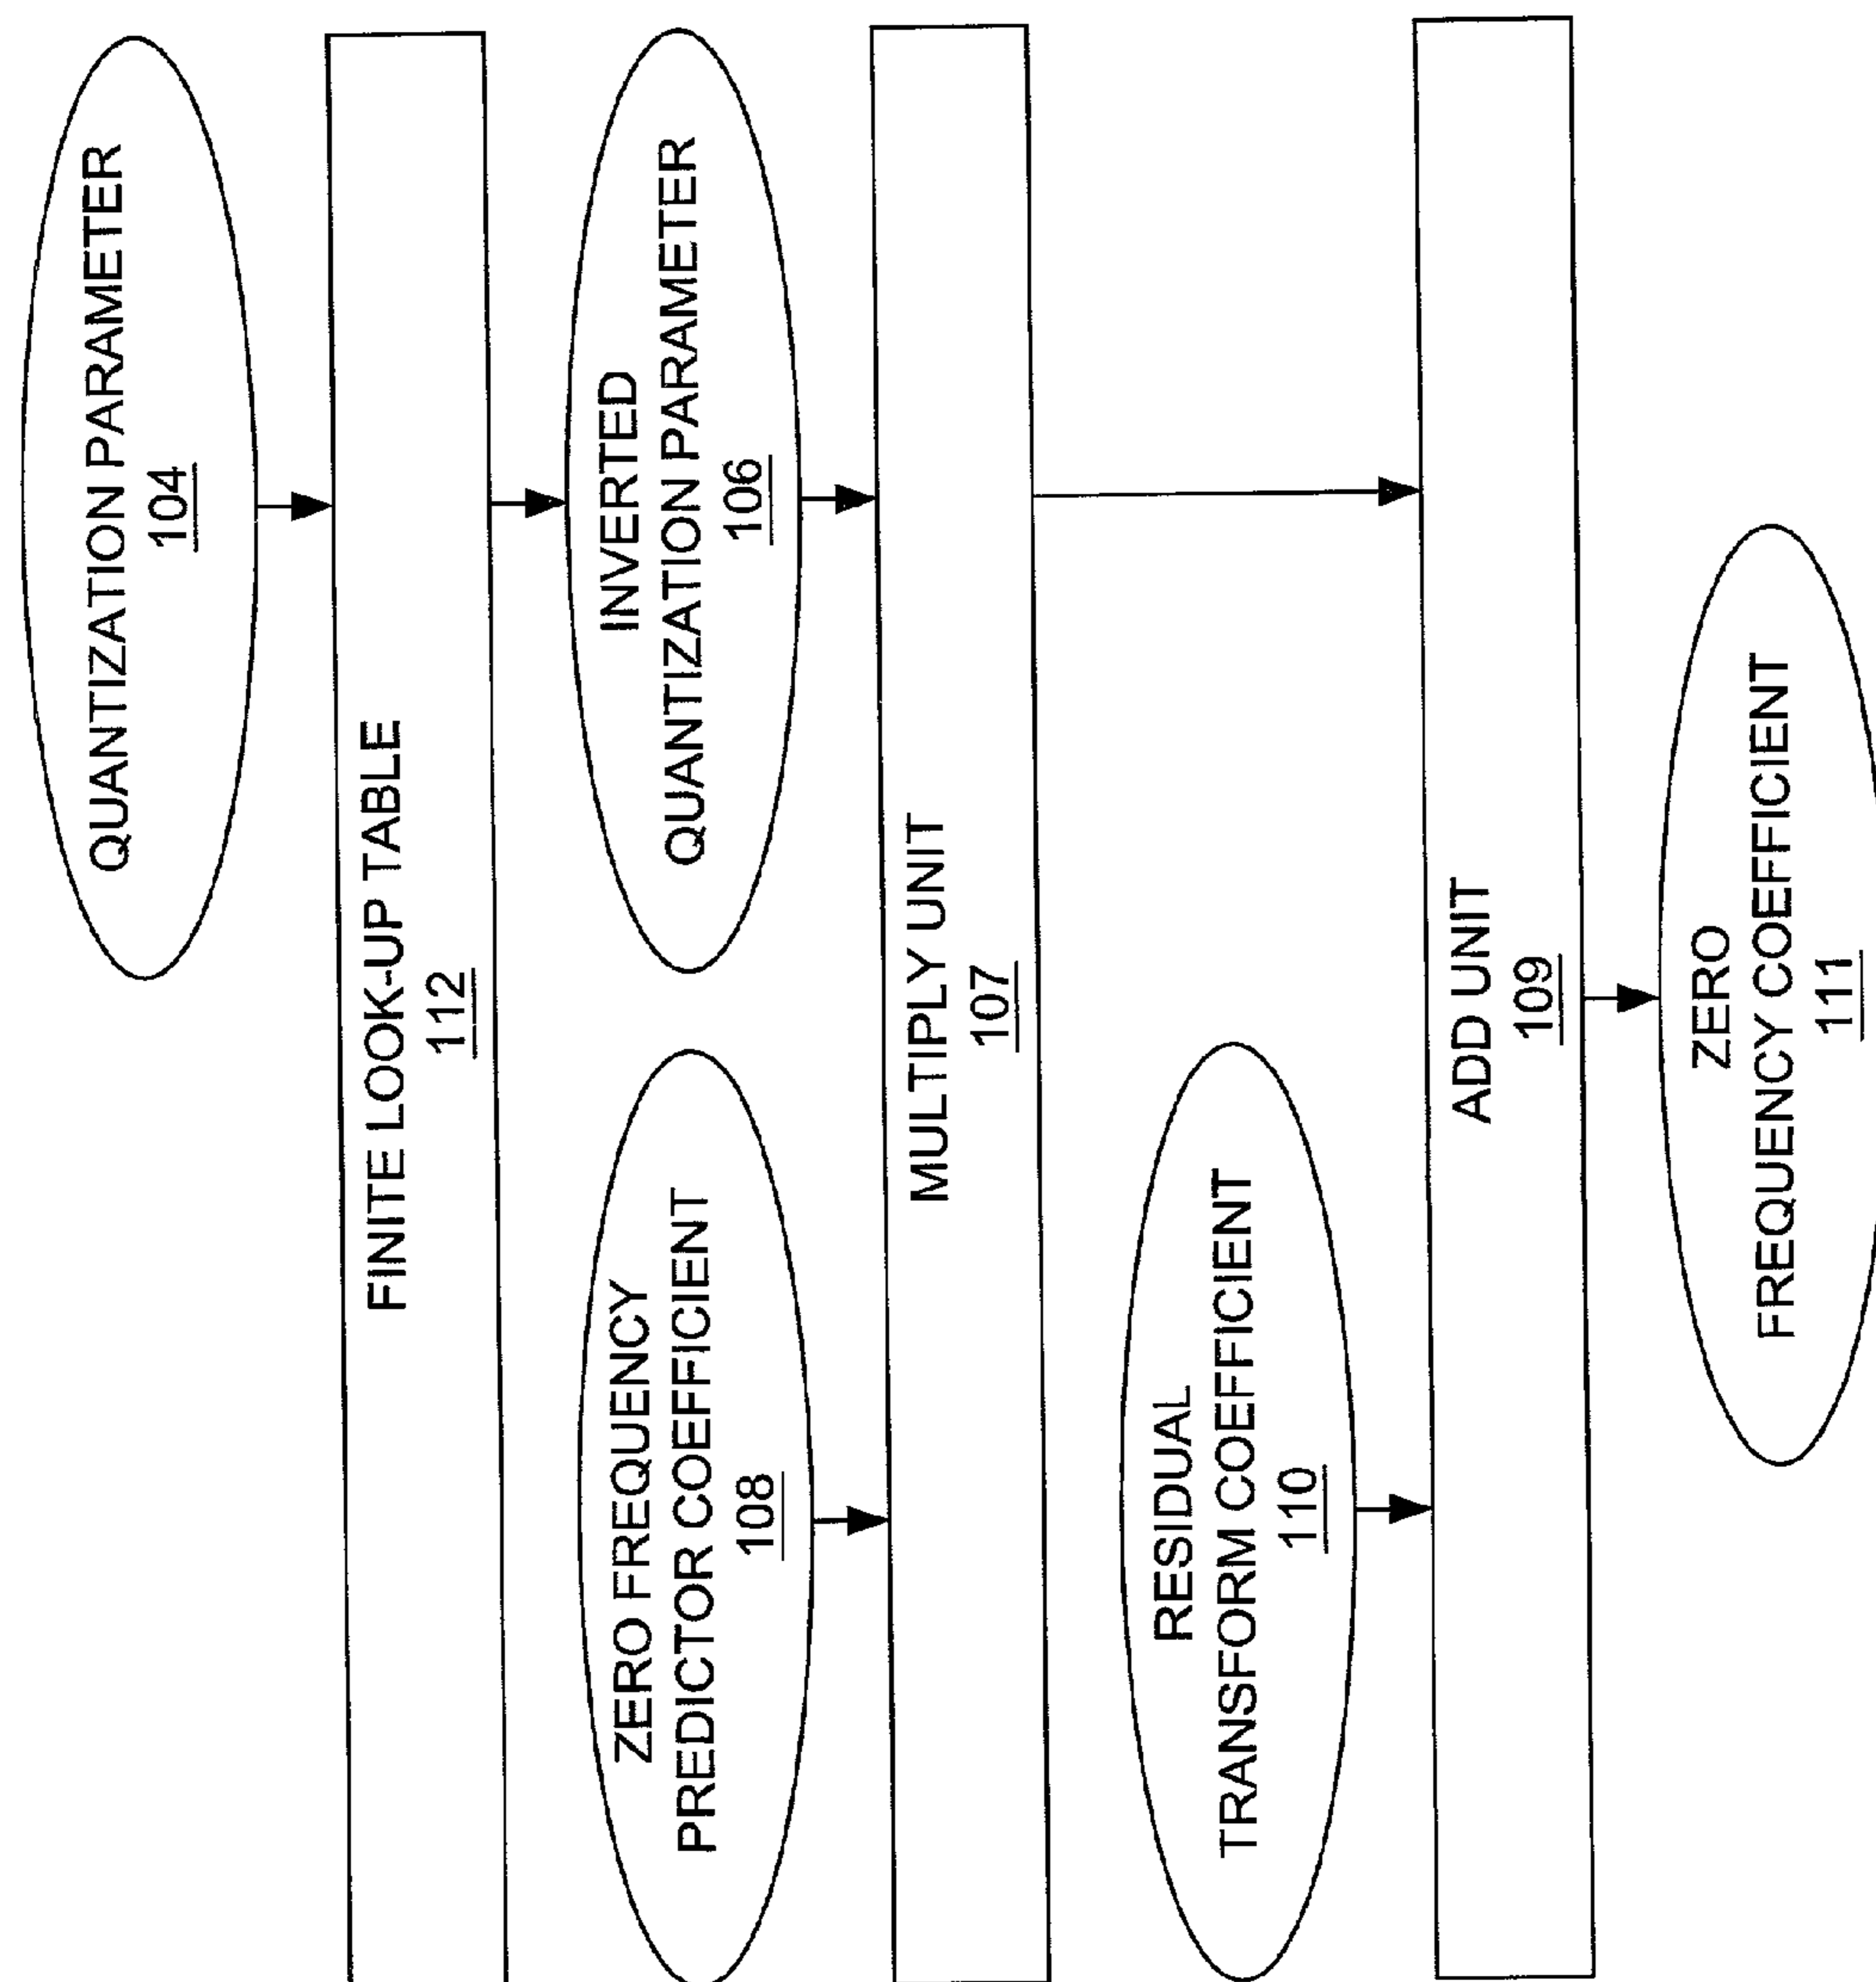 QUANTIZATION PARAMETER
104
FINITE LOOK-UP TABLE
112
ZERO FREQUENCY
PREDICTOR COEFFICIENT
108
INVERTED
QUANTIZATION PARAMETER
106
MULTIPLY UNIT
107
RESIDUAL
TRANSFORM COEFFICIENT
110
ADD UNIT
109
ZERO
FREQUENCY COEFFICIENT
111